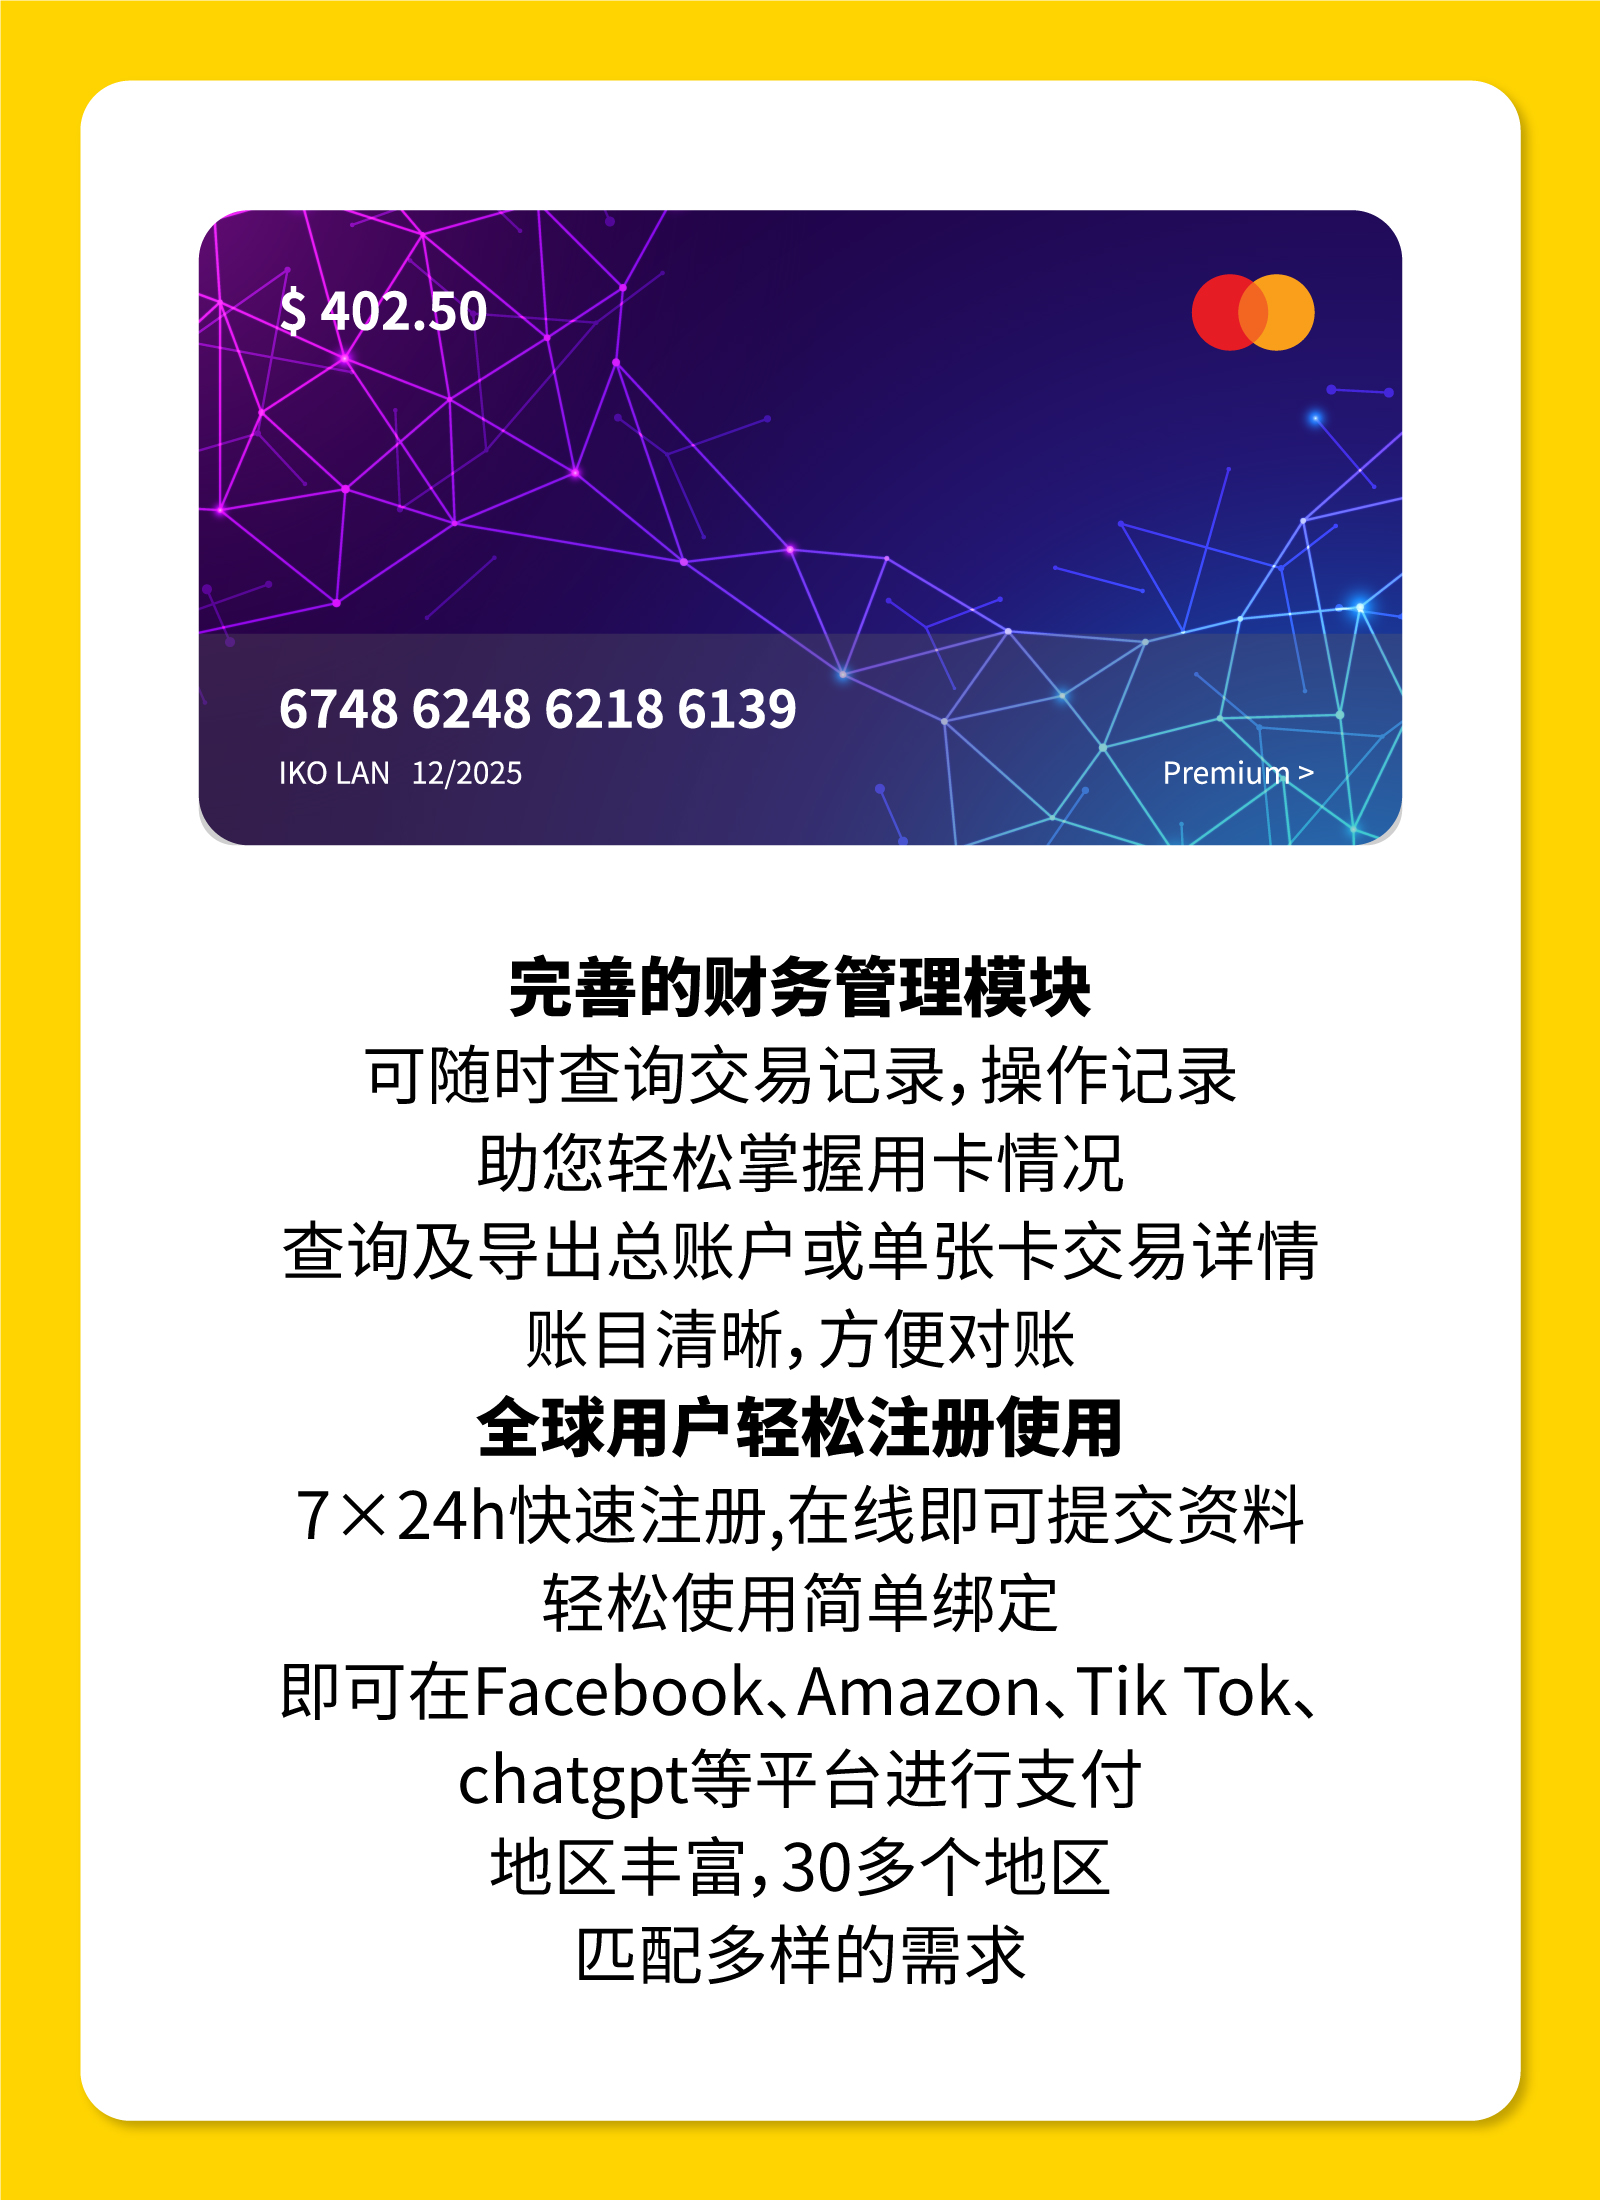 $ 402.50
6748 6248 6218 6139
IKO LAN 12/2025
Premium >
完善的财务管理模块
可随时查询交易记录，操作记录
助您轻松掌握用卡情况
查询及导出总账户或单张卡交易详情
账目清晰，方便对账
全球用户轻松注册使用
7×24h快速注册,在线即可提交资料
轻松使用简单绑定
即可在Facebook、Amazon、Tik Tok、
chatgpt等平台进行支付
地区丰富，30多个地区
匹配多样的需求